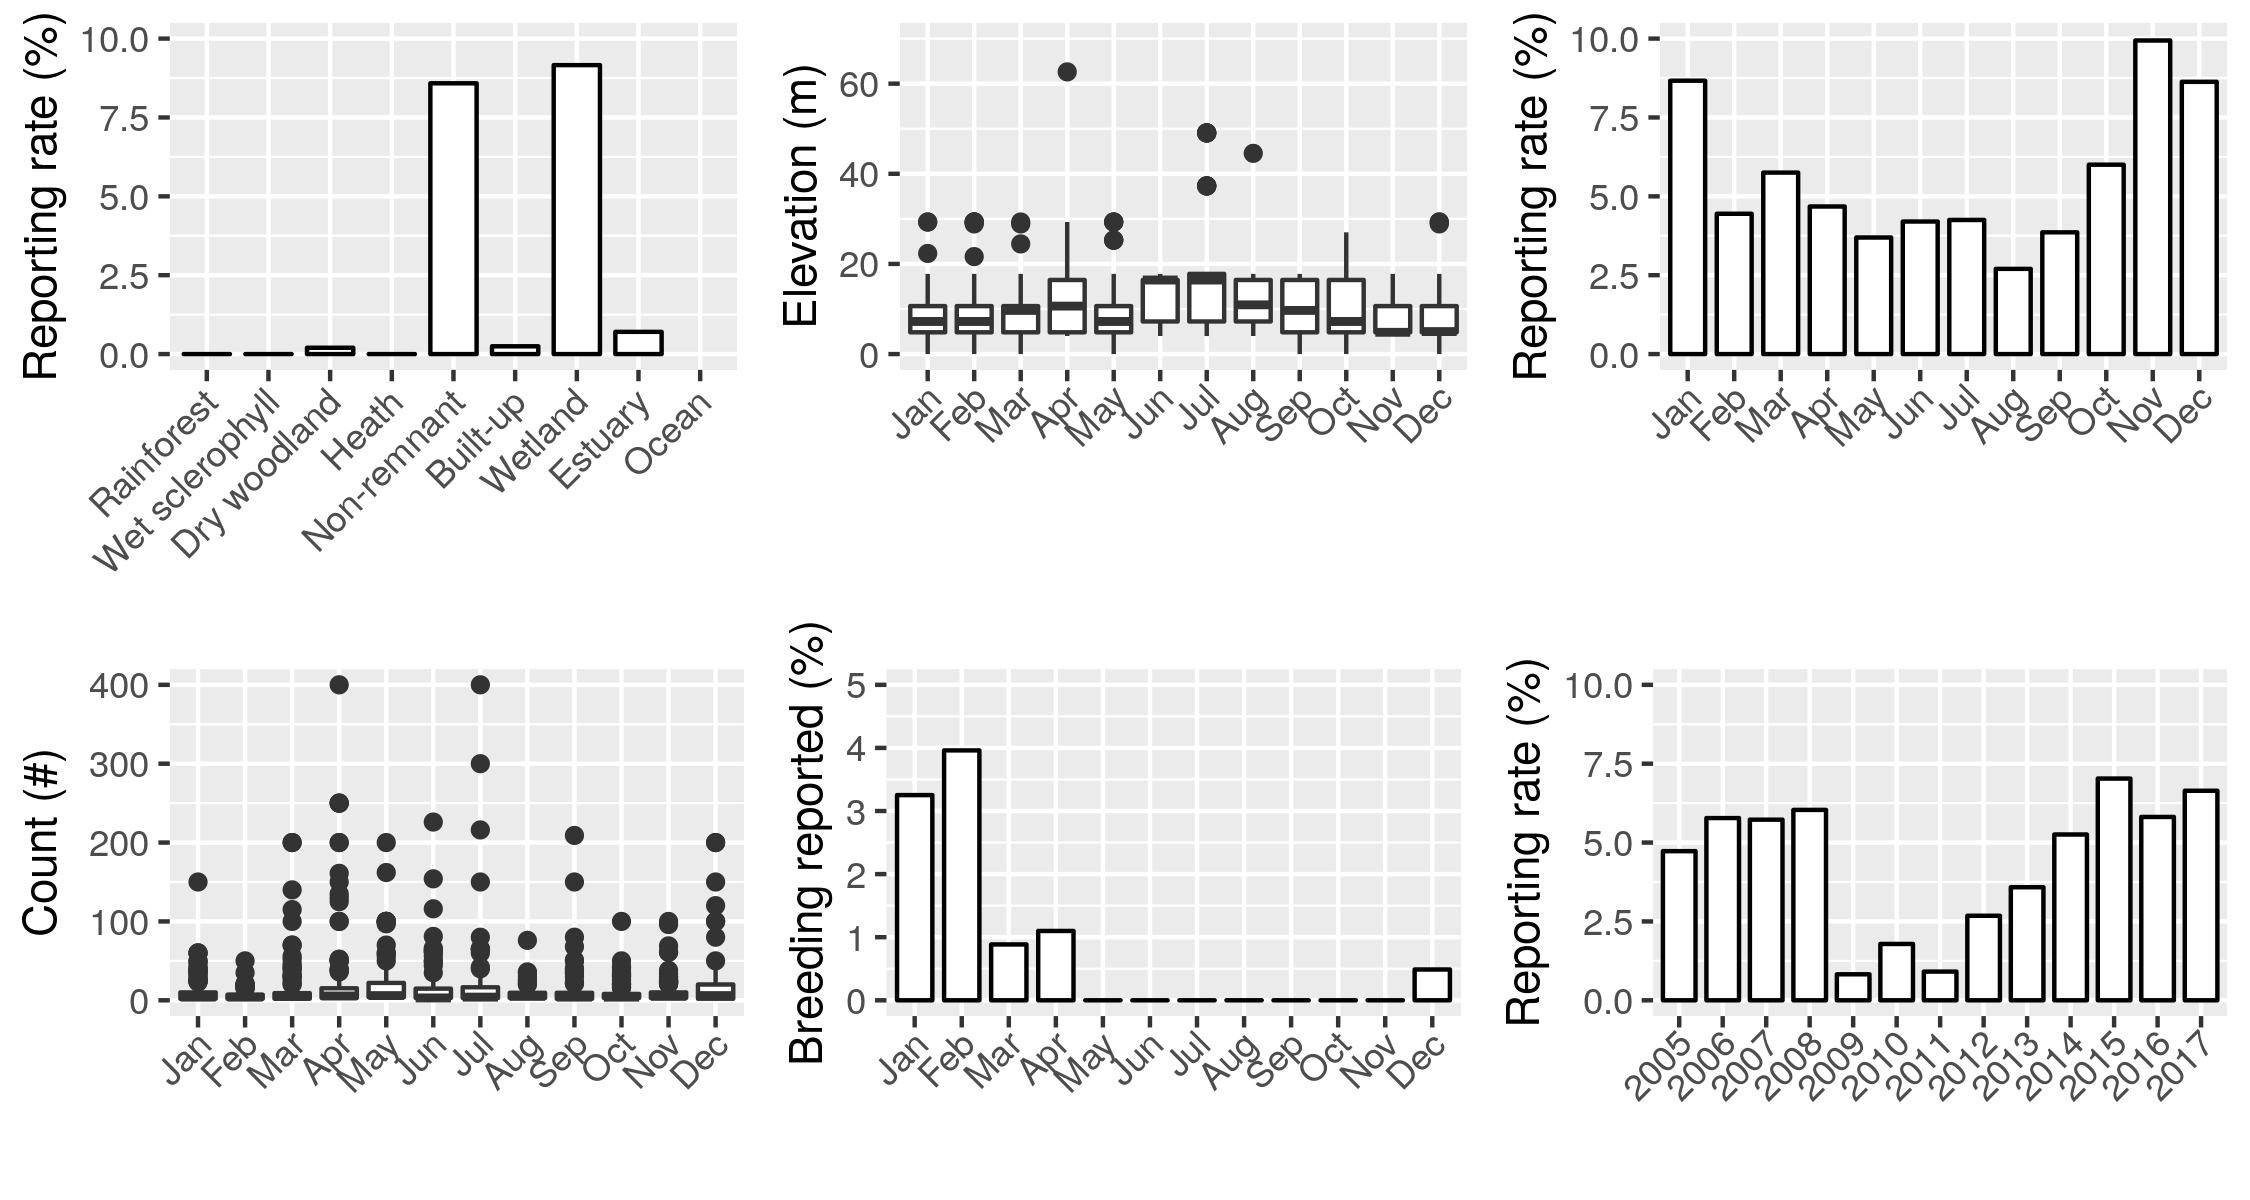 Reporting rate (%)
10.0
7.5
5.0
2.5
0.0
Rainforest
Wet sclerophyll
Dry woodland
Heath
Non-remnant
Built-up
Wetland
Estuary
Ocean
Elevation (m)
60
40
20
0
Jan
Feb
Mar
Apr
May
Jun
Jul
Aug
Sep
Oct
Nov
Dec
Reporting rate (%)
10.0
7.5
5.0
2.5
0.0
Jan
Feb
Mar
Apr
May
Jun
Jul
Aug
Sep
Oct
Nov
Dec
Count (#)
400
300
200
100
0
Jan
Feb
Mar
Apr
May
Jun
Jul
Aug
Sep
Oct
Nov
Dec
Breeding reported (%)
5
4
3
2
1
0
Jan
Feb
Mar
Apr
May
Jun
Jul
Aug
Sep
Oct
Nov
Dec
Reporting rate (%)
10.0
7.5
5.0
2.5
0.0
2005
2006
2007
2008
2009
2010
2011
2012
2013
2014
2015
2016
2017